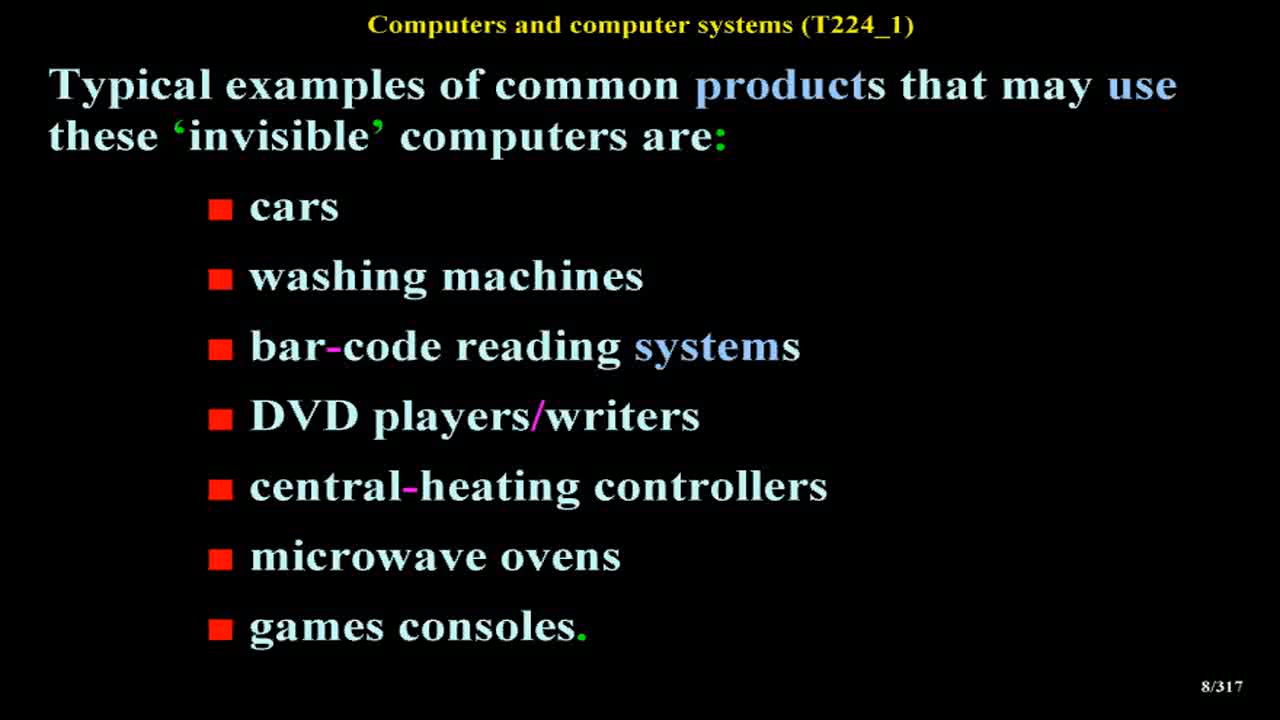 Computers and computer systems (T224_1)
Typical examples of common products that may use
these ‘invisible’ computers are:
■ cars
■ washing machines
■ bar-code reading systems
■ DVD players/writers
■ central-heating controllers
■ microwave ovens
■ games consoles.
8/317